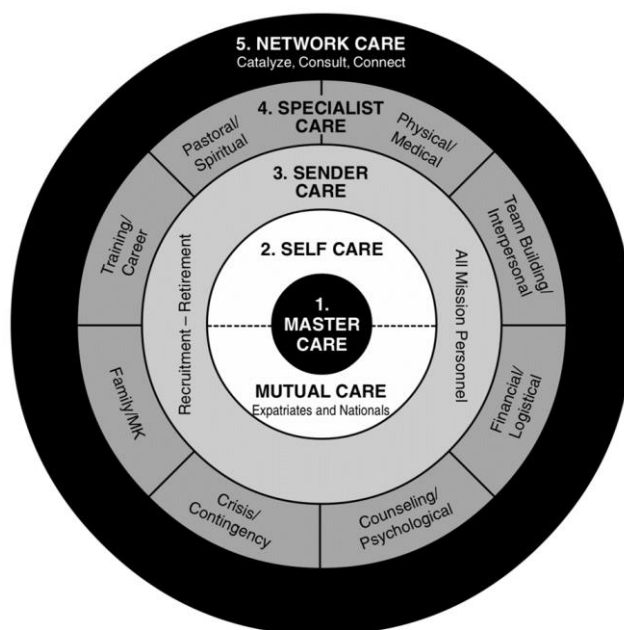 5. NETWORK CARE
Catalyze, Consult, Connect
4. SPECIALIST
CARE
Pastoral/
Spiritual
Physical/
Medical
Training/
Career
Team Building/
Interpersonal
Family/MK
Financial/
Logistical
Crisis/
Contingency
Counseling/
Psychological
3. SENDER
CARE
Recruitment – Retirement
All Mission Personnel
2. SELF CARE
1.
MASTER
CARE
MUTUAL CARE
Expatriates and Nationals